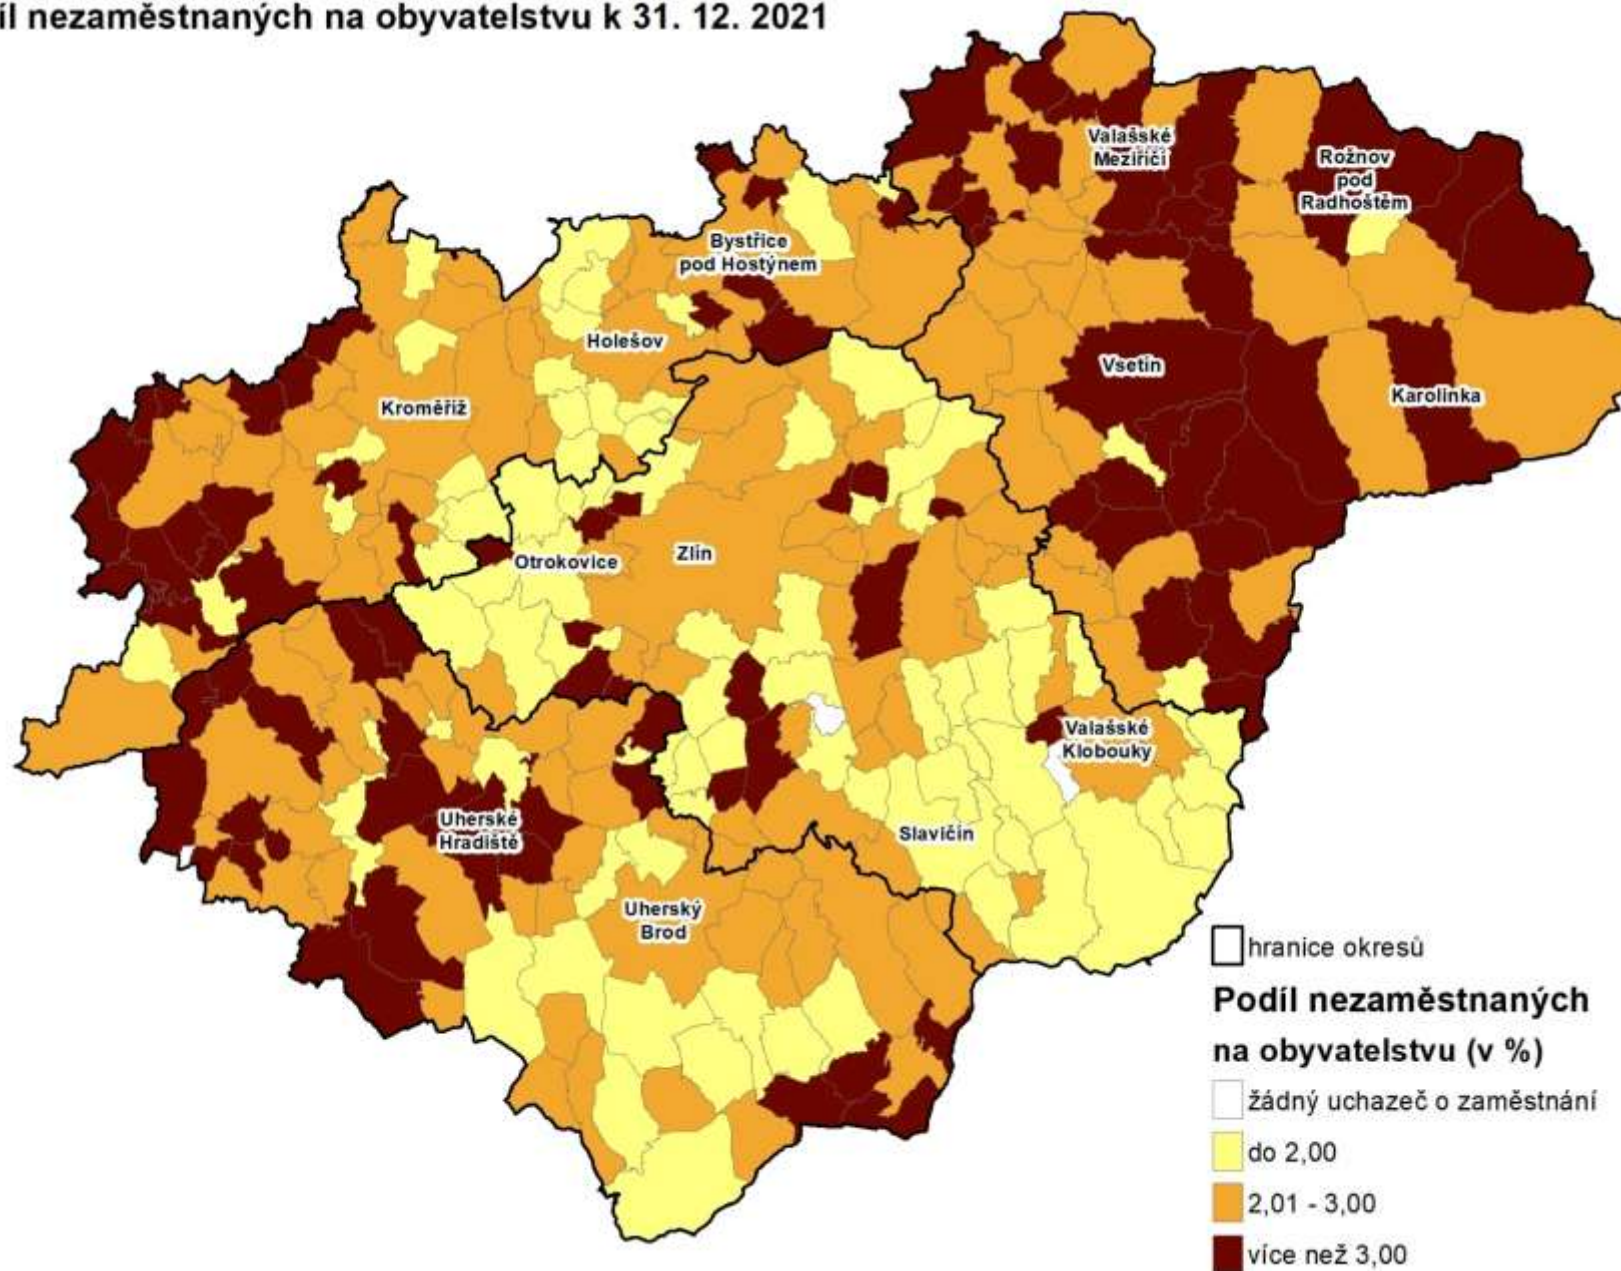 íl nezaměstnaných na obyvatelstvu k 31. 12. 2021
Valašské
Meziříčí
Rožnov
pod
Radhoštěm
Bystřice
pod Hostýnem
Holešov
Vsetín
Karolinka
Kroměříž
Otrokovice
Zlín
Valašské
Klobouky
Uherské
Hradiště
Slavičín
Uherský
Brod
hranice okresů
Podíl nezaměstnaných
na obyvatelstvu (v %)
žádný uchazeč o zaměstnání
do 2,00
2,01 - 3,00
více než 3,00